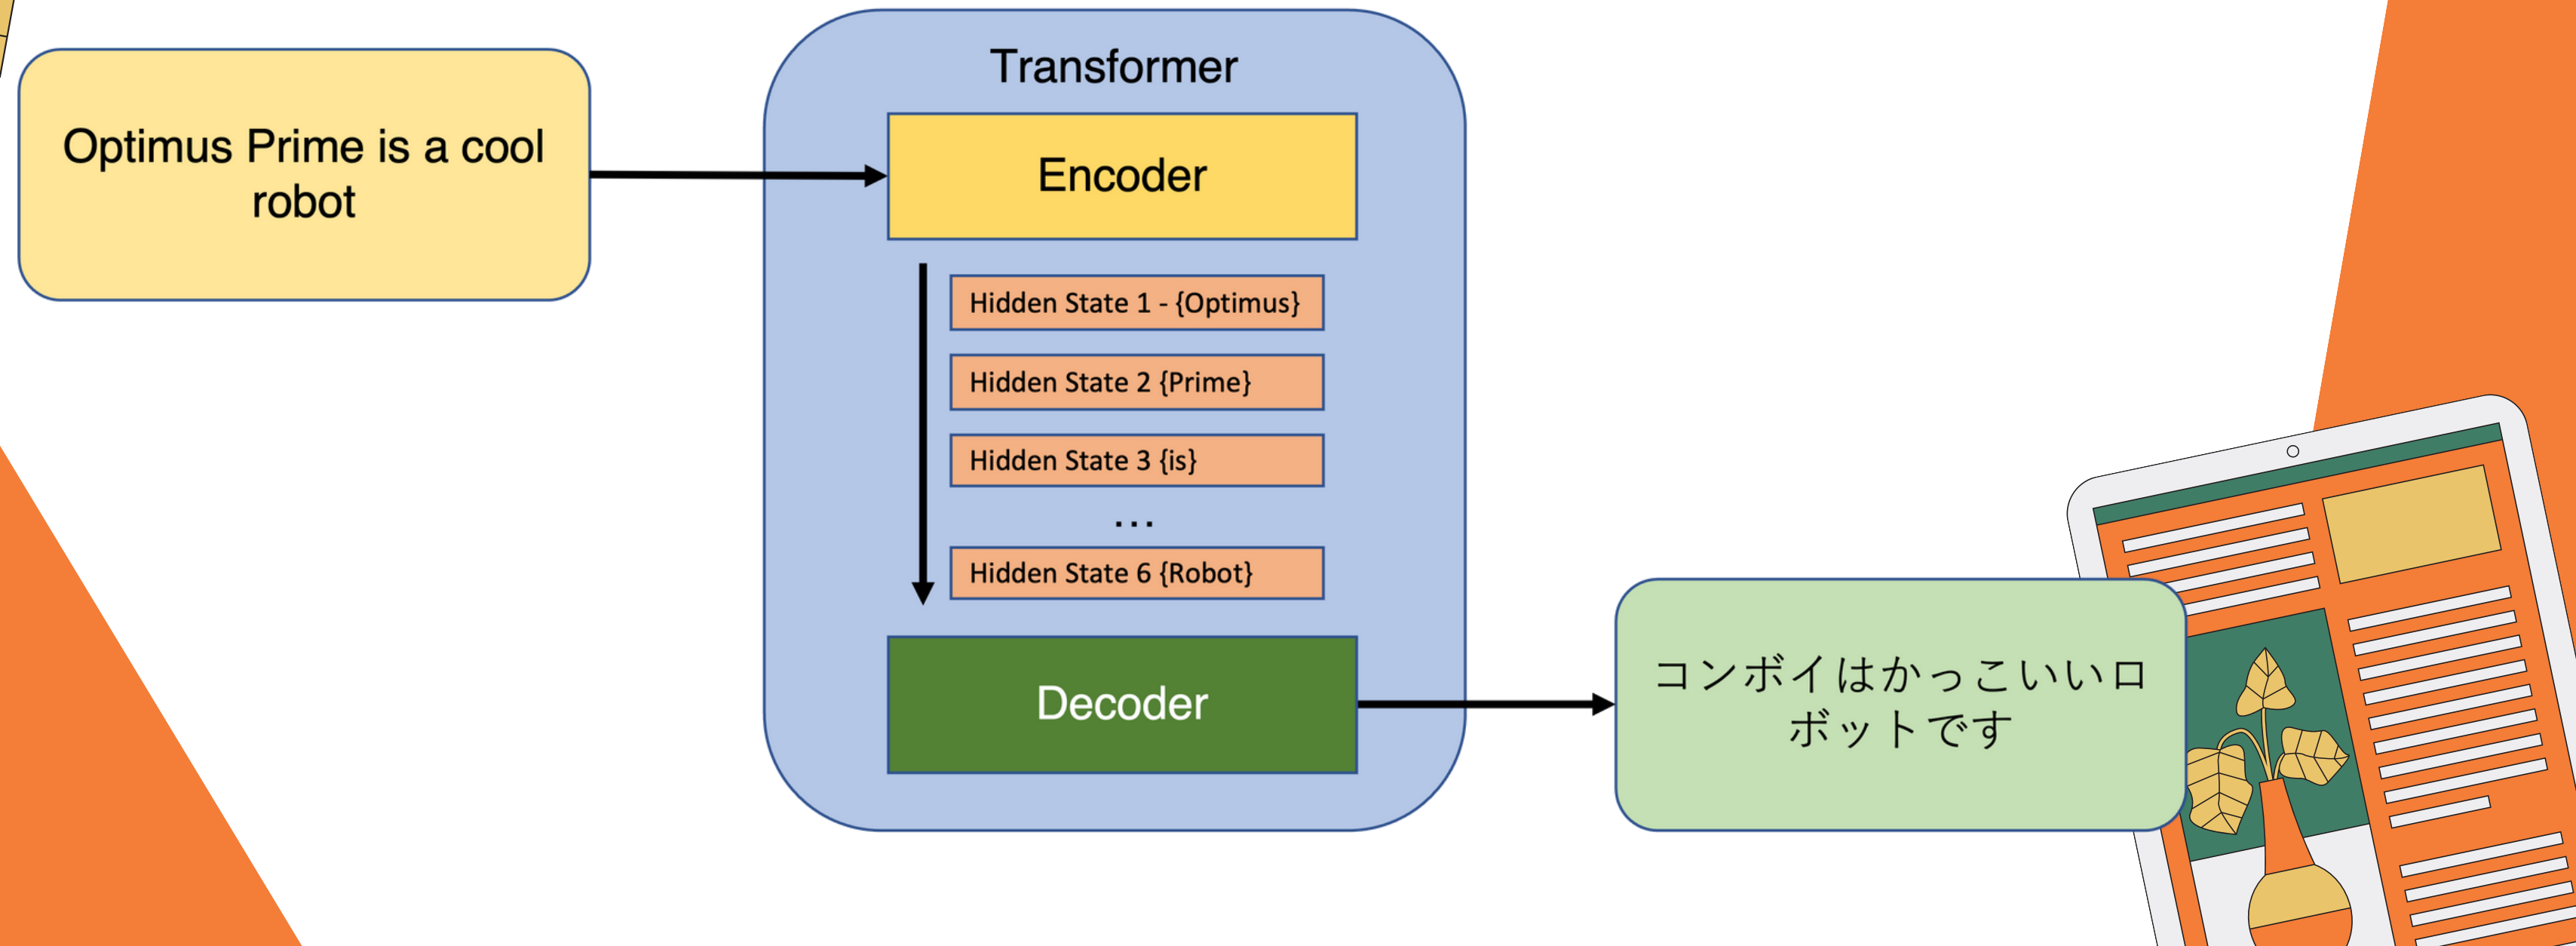 Optimus Prime is a cool
robot
Transformer
Encoder
Hidden State 1 - {Optimus}
Hidden State 2 {Prime}
Hidden State 3 {is}
...
Hidden State 6 {Robot}
Decoder
コンボイはかっこいいロ
ボットです